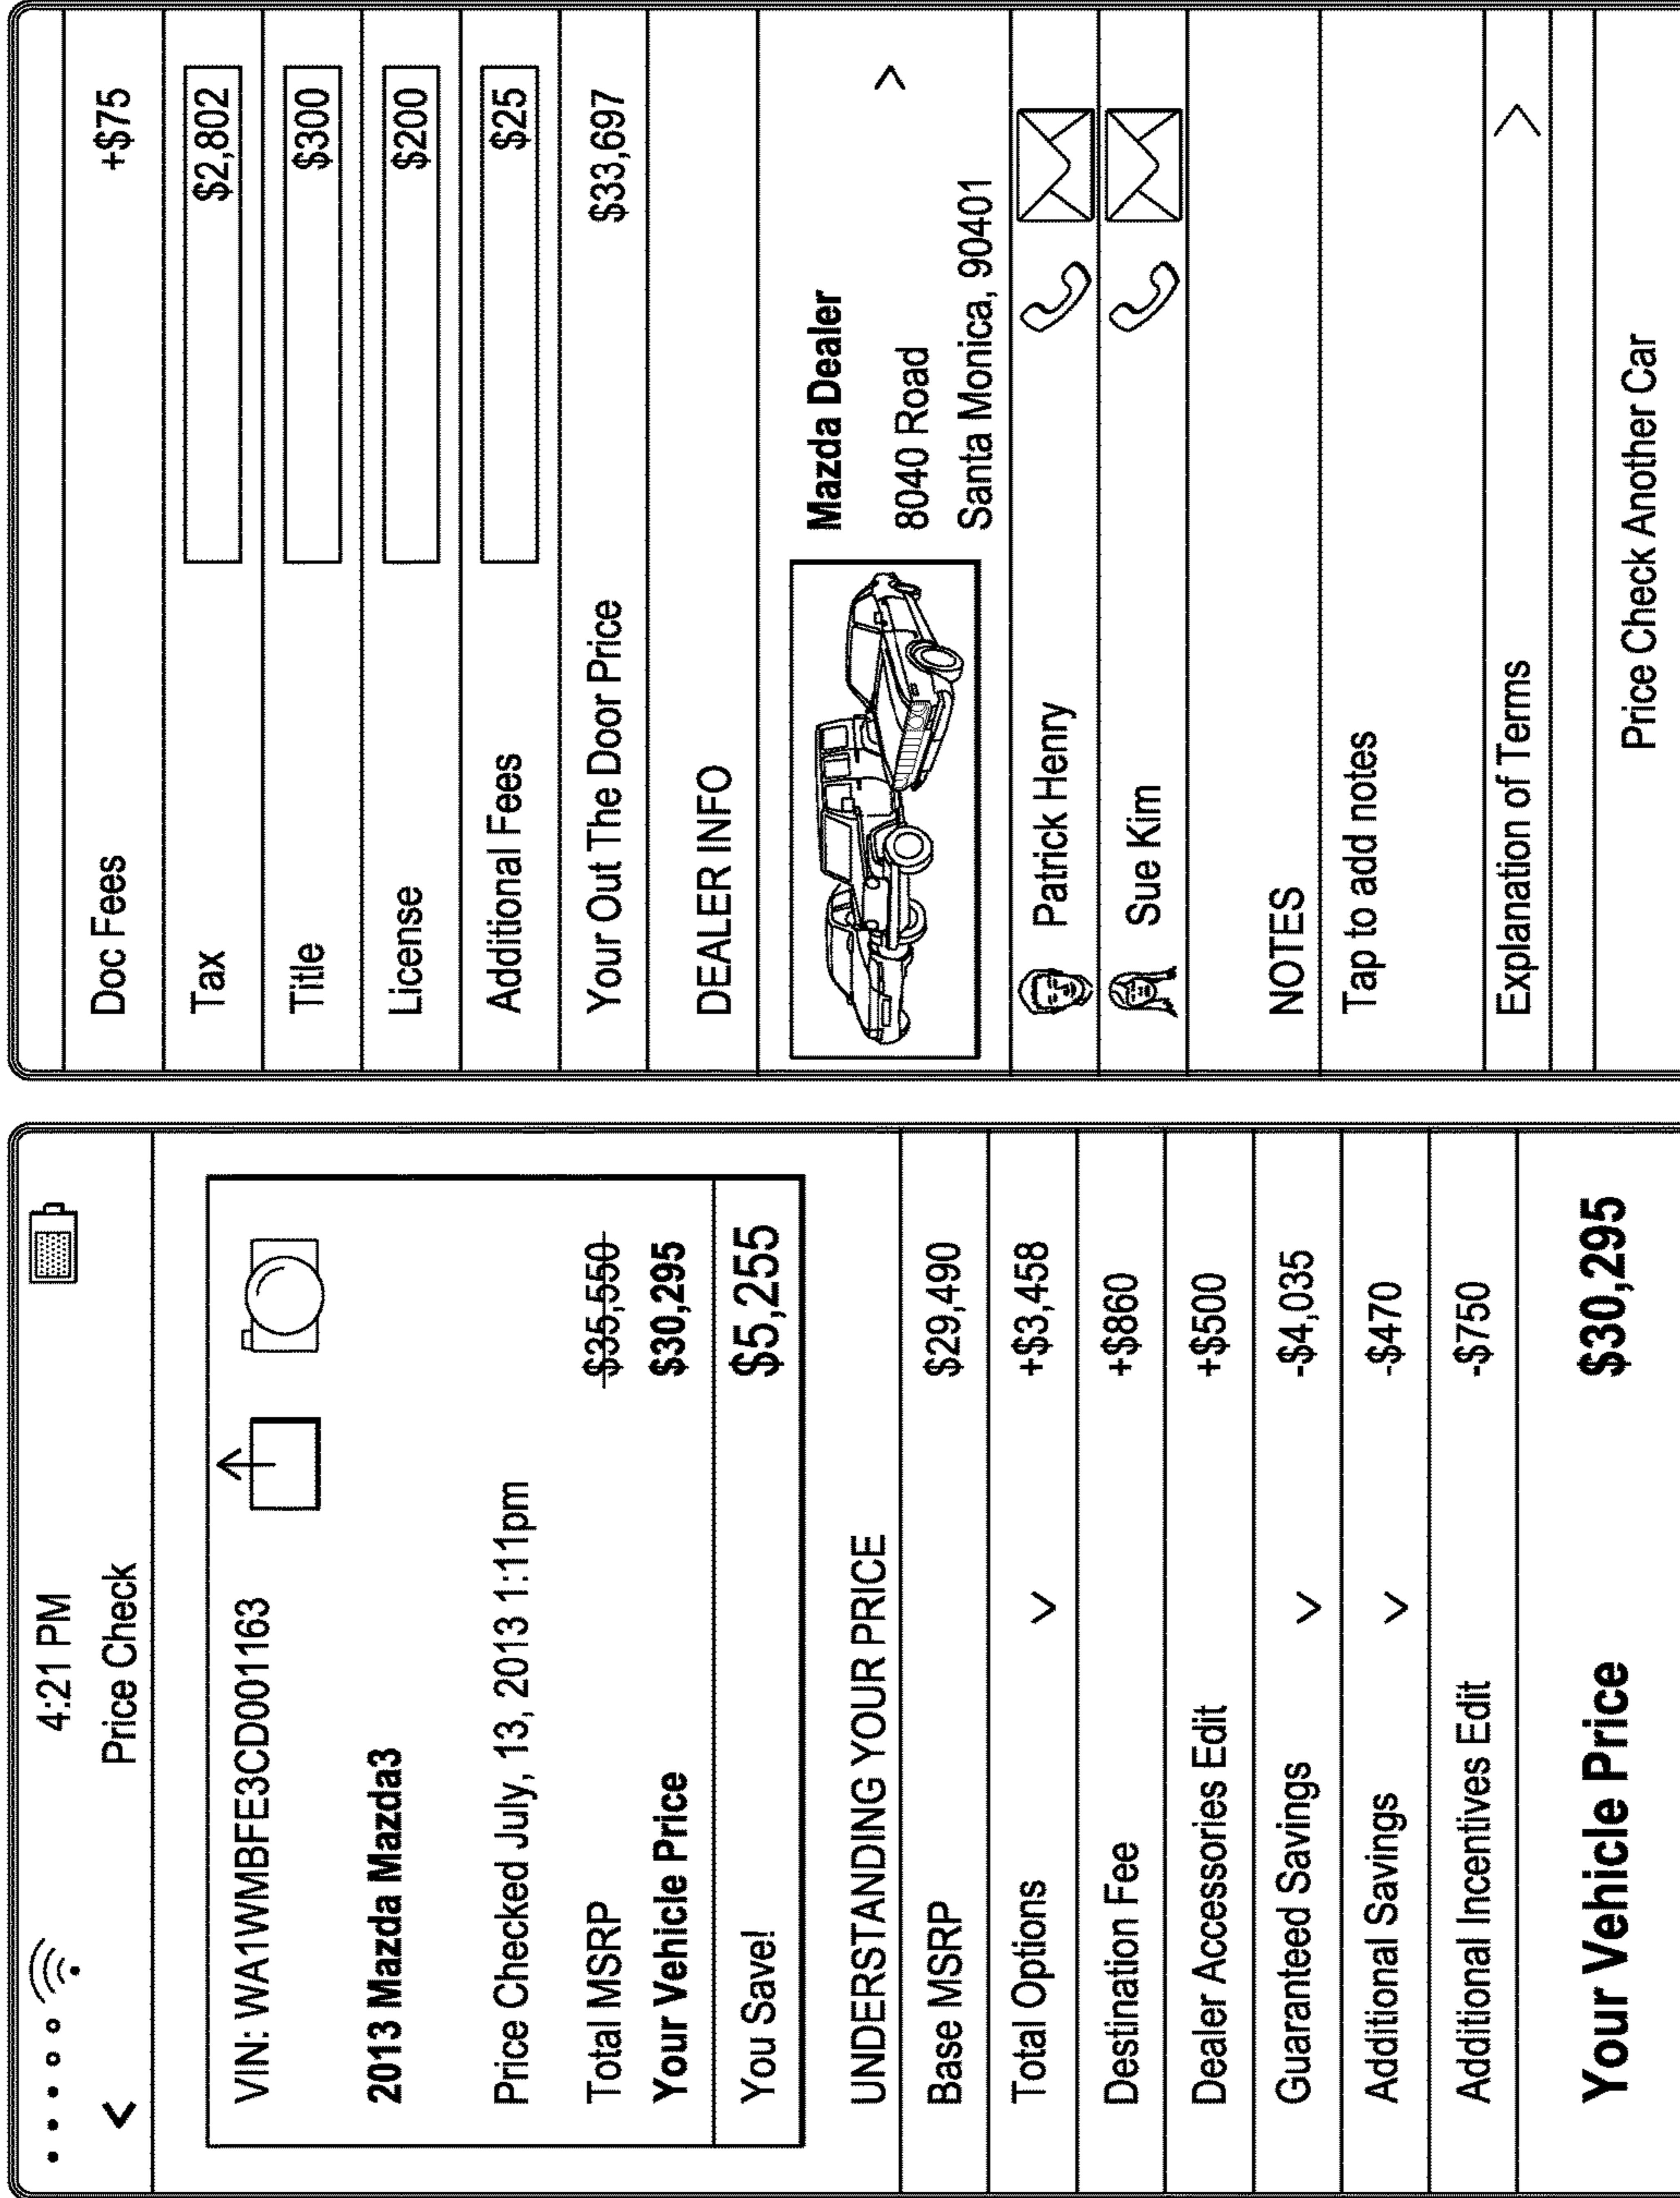 4:21 PM
Price Check
VIN: WA1WMBFE3CD001163
2013 Mazda Mazda3
Price Checked July, 13, 2013 1:11pm
Total MSRP $35,550
Your Vehicle Price $30,295
You Save! $5,255
UNDERSTANDING YOUR PRICE
Base MSRP $29,490
Total Options +$3,458
Destination Fee +$860
Dealer Accessories Edit +$500
Guaranteed Savings -$4,035
Additional Savings -$470
Additional Incentives Edit -$750
Your Vehicle Price $30,295
Doc Fees +$75
Tax $2,802
Title $300
License $200
Additional Fees $25
Your Out The Door Price $33,697
DEALER INFO
Mazda Dealer
8040 Road
Santa Monica, 90401
Patrick Henry
Sue Kim
NOTES
Tap to add notes
Explanation of Terms
Price Check Another Car